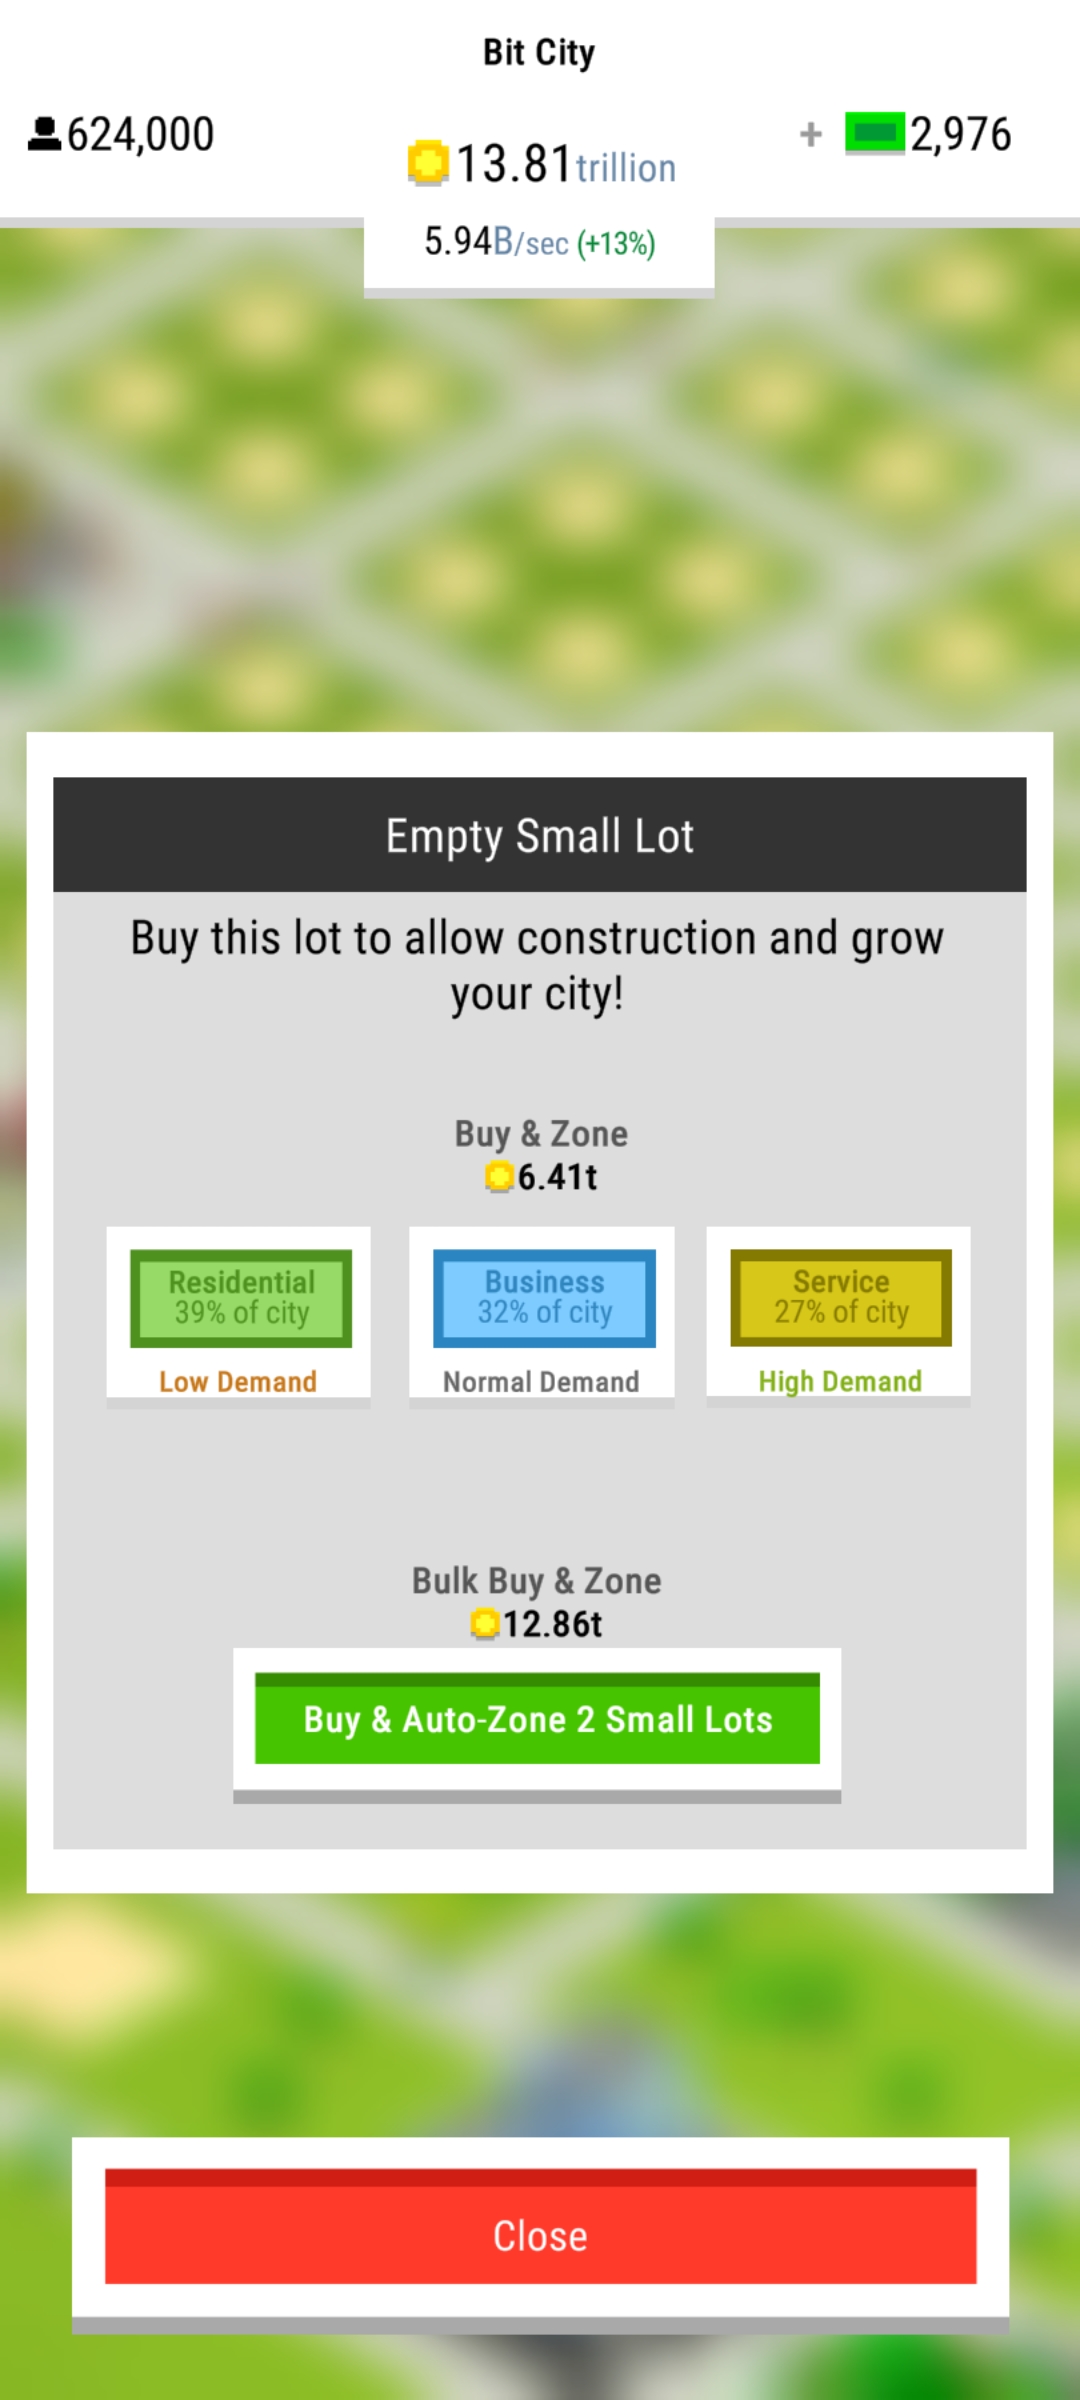 Bit City
624,000
13.81trillion
+ 2,976
5.94B/sec (+13%)
Empty Small Lot
Buy this lot to allow construction and grow
your city!
Buy & Zone
6.41t
Residential
39% of city
Low Demand
Business
32% of city
Normal Demand
Service
27% of city
High Demand
Bulk Buy & Zone
12.86t
Buy & Auto-Zone 2 Small Lots
Close